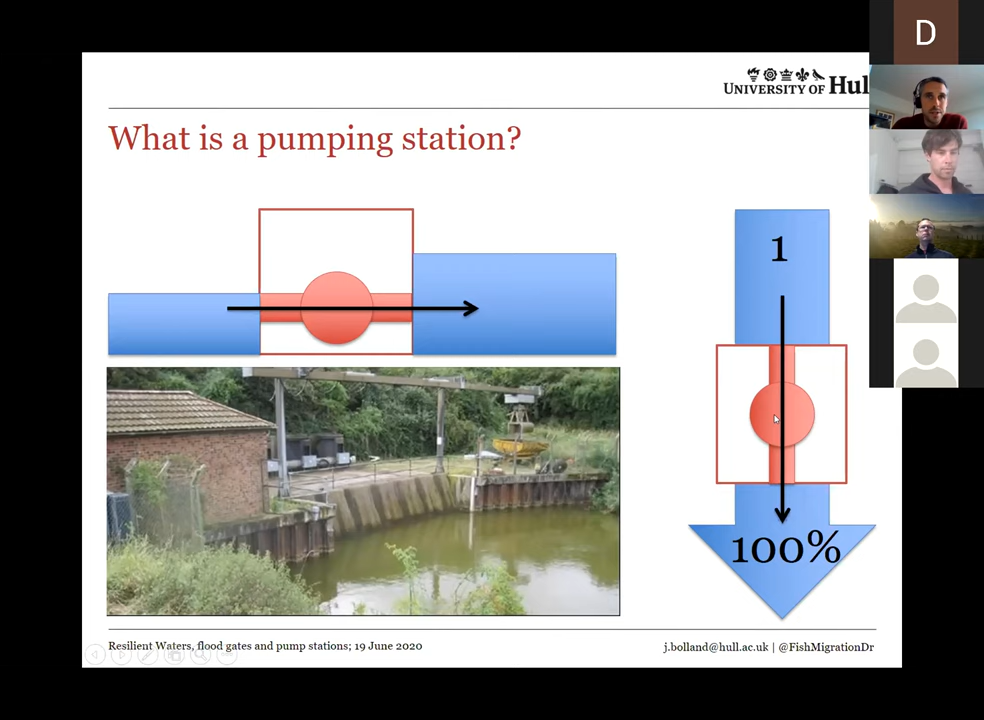 D
UNIVERSITY OF Hul
What is a pumping station?
1
100%
Resilient Waters, flood gates and pump stations; 19 June 2020
j.bolland@hull.ac.uk | @FishMigrationDr